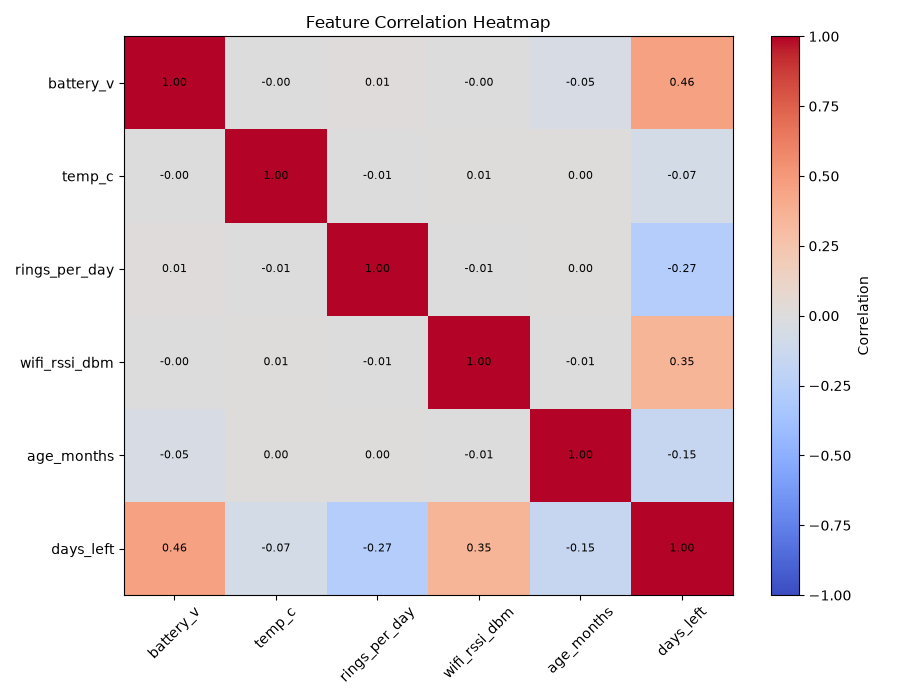 Feature Correlation Heatmap
battery_v 1.00 -0.00 0.01 -0.00 -0.05 0.46
temp_c -0.00 1.00 -0.01 0.01 0.00 -0.07
rings_per_day 0.01 -0.01 1.00 -0.01 0.00 -0.27
wifi_rssi_dbm -0.00 0.01 -0.01 1.00 -0.01 0.35
age_months -0.05 0.00 0.00 -0.01 1.00 -0.15
days_left 0.46 -0.07 -0.27 0.35 -0.15 1.00
battery_v temp_c rings_per_day wifi_rssi_dbm age_months days_left
1.00
0.75
0.50
0.25
0.00
−0.25
−0.50
−0.75
−1.00
Correlation